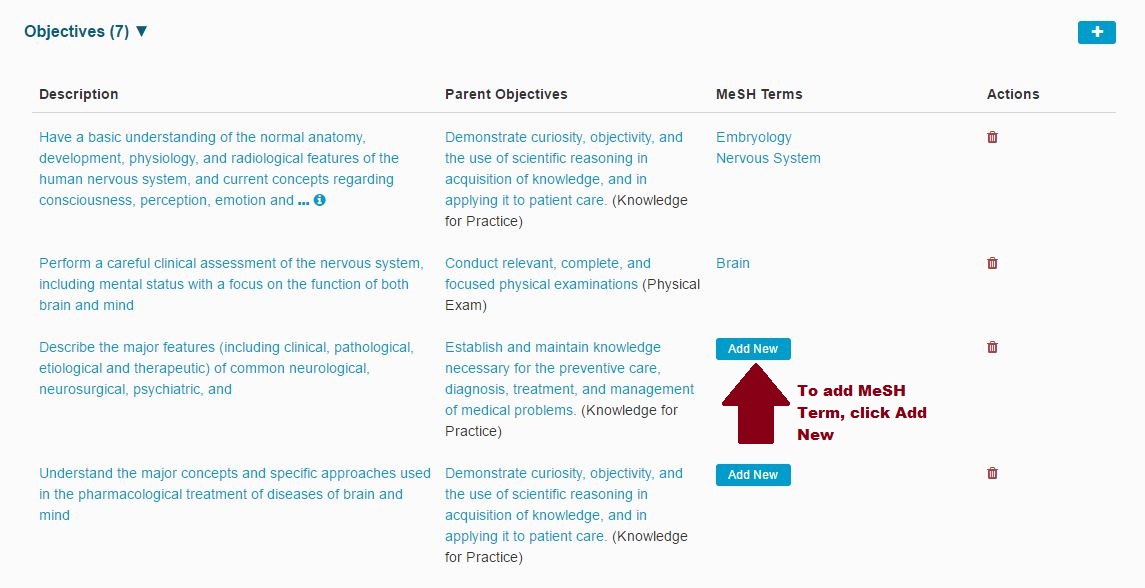 Objectives (7) ▼
+
Description
Parent Objectives
MeSH Terms
Actions
Have a basic understanding of the normal anatomy,
development, physiology, and radiological features of the
human nervous system, and current concepts regarding
consciousness, perception, emotion and ...
Demonstrate curiosity, objectivity, and
the use of scientific reasoning in
acquisition of knowledge, and in
applying it to patient care. (Knowledge
for Practice)
Embryology
Nervous System
Perform a careful clinical assessment of the nervous system,
including mental status with a focus on the function of both
brain and mind
Conduct relevant, complete, and
focused physical examinations (Physical
Exam)
Brain
Describe the major features (including clinical, pathological,
etiological and therapeutic) of common neurological,
neurosurgical, psychiatric, and
Establish and maintain knowledge
necessary for the preventive care,
diagnosis, treatment, and management
of medical problems. (Knowledge for
Practice)
Add New
To add MeSH
Term, click Add
New
Understand the major concepts and specific approaches used
in the pharmacological treatment of diseases of brain and
mind
Demonstrate curiosity, objectivity, and
the use of scientific reasoning in
acquisition of knowledge, and in
applying it to patient care. (Knowledge
for Practice)
Add New